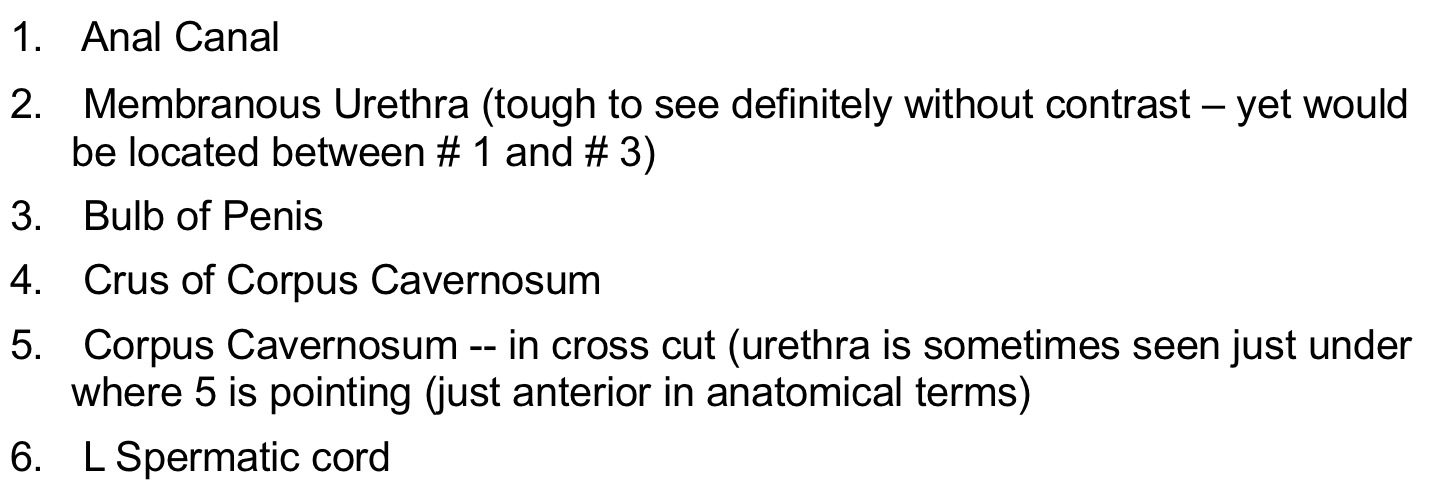 1. Anal Canal
2. Membranous Urethra (tough to see definitely without contrast – yet would
be located between # 1 and # 3)
3. Bulb of Penis
4. Crus of Corpus Cavernosum
5. Corpus Cavernosum -- in cross cut (urethra is sometimes seen just under
where 5 is pointing (just anterior in anatomical terms)
6. L Spermatic cord